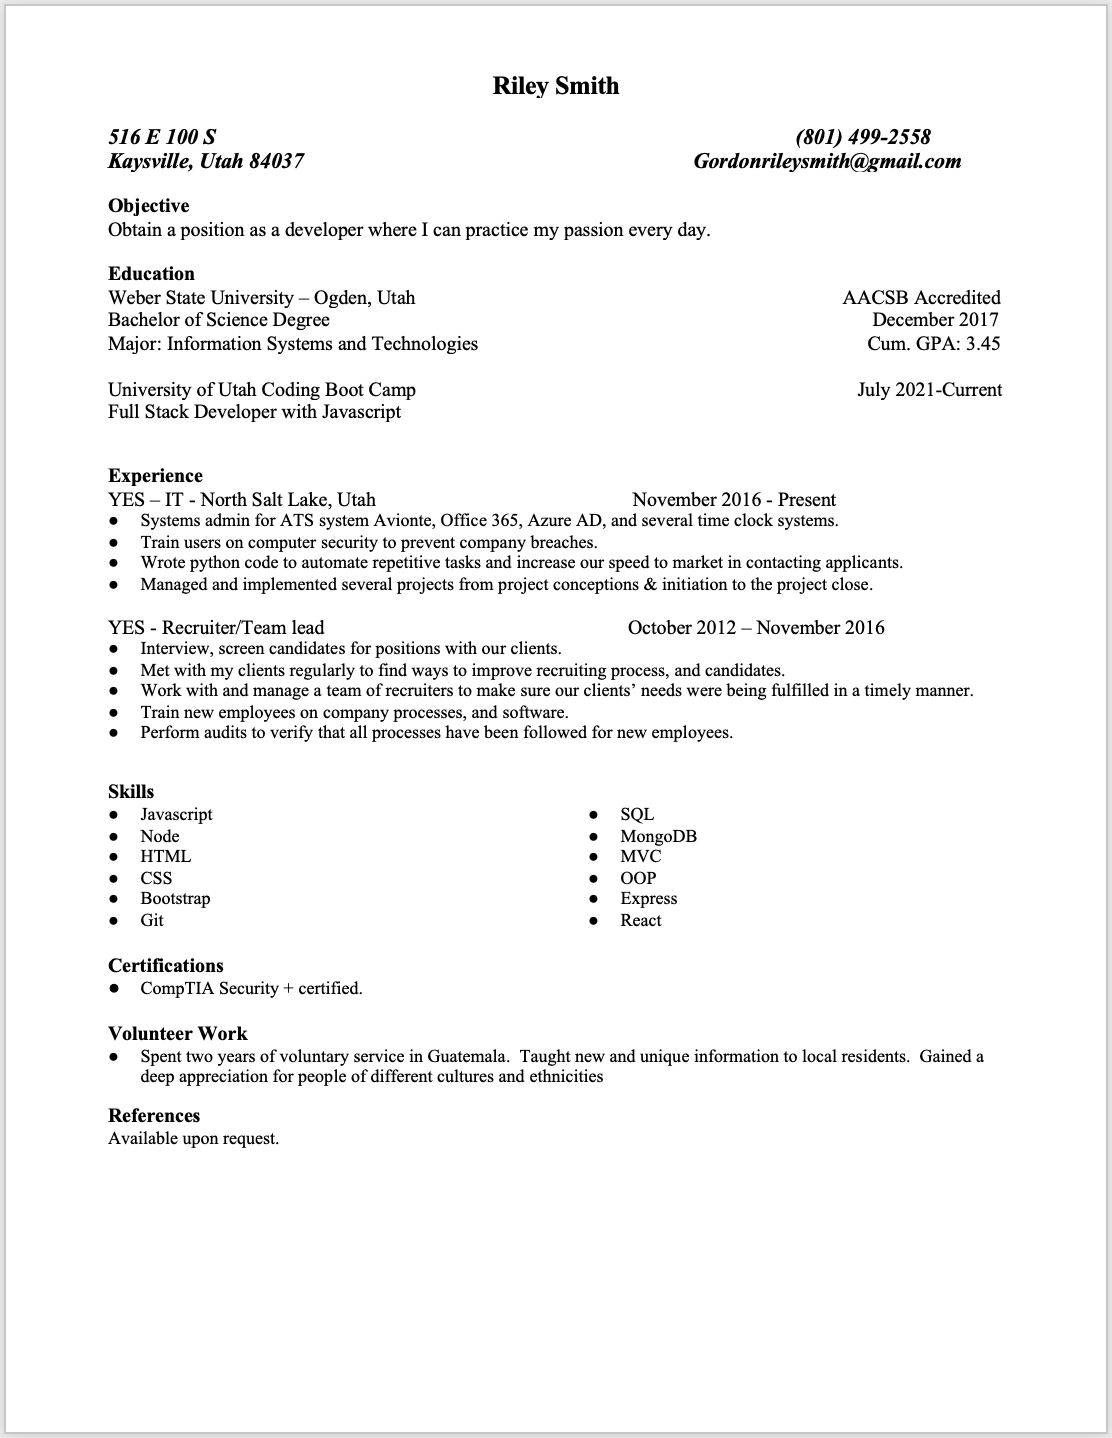 Riley Smith
516 E 100 S (801) 499-2558
Kaysville, Utah 84037 Gordonrileysmith@gmail.com
Objective
Obtain a position as a developer where I can practice my passion every day.
Education
Weber State University – Ogden, Utah AACSB Accredited
Bachelor of Science Degree December 2017
Major: Information Systems and Technologies Cum. GPA: 3.45
University of Utah Coding Boot Camp July 2021-Current
Full Stack Developer with Javascript
Experience
YES – IT - North Salt Lake, Utah November 2016 - Present
● Systems admin for ATS system Avionte, Office 365, Azure AD, and several time clock systems.
● Train users on computer security to prevent company breaches.
● Wrote python code to automate repetitive tasks and increase our speed to market in contacting applicants.
● Managed and implemented several projects from project conceptions & initiation to the project close.
YES - Recruiter/Team lead October 2012 – November 2016
● Interview, screen candidates for positions with our clients.
● Met with my clients regularly to find ways to improve recruiting process, and candidates.
● Work with and manage a team of recruiters to make sure our clients’ needs were being fulfilled in a timely manner.
● Train new employees on company processes, and software.
● Perform audits to verify that all processes have been followed for new employees.
Skills
● Javascript
● Node
● HTML
● CSS
● Bootstrap
● Git
● SQL
● MongoDB
● MVC
● OOP
● Express
● React
Certifications
● CompTIA Security + certified.
Volunteer Work
● Spent two years of voluntary service in Guatemala.  Taught new and unique information to local residents.  Gained a
deep appreciation for people of different cultures and ethnicities
References
Available upon request.